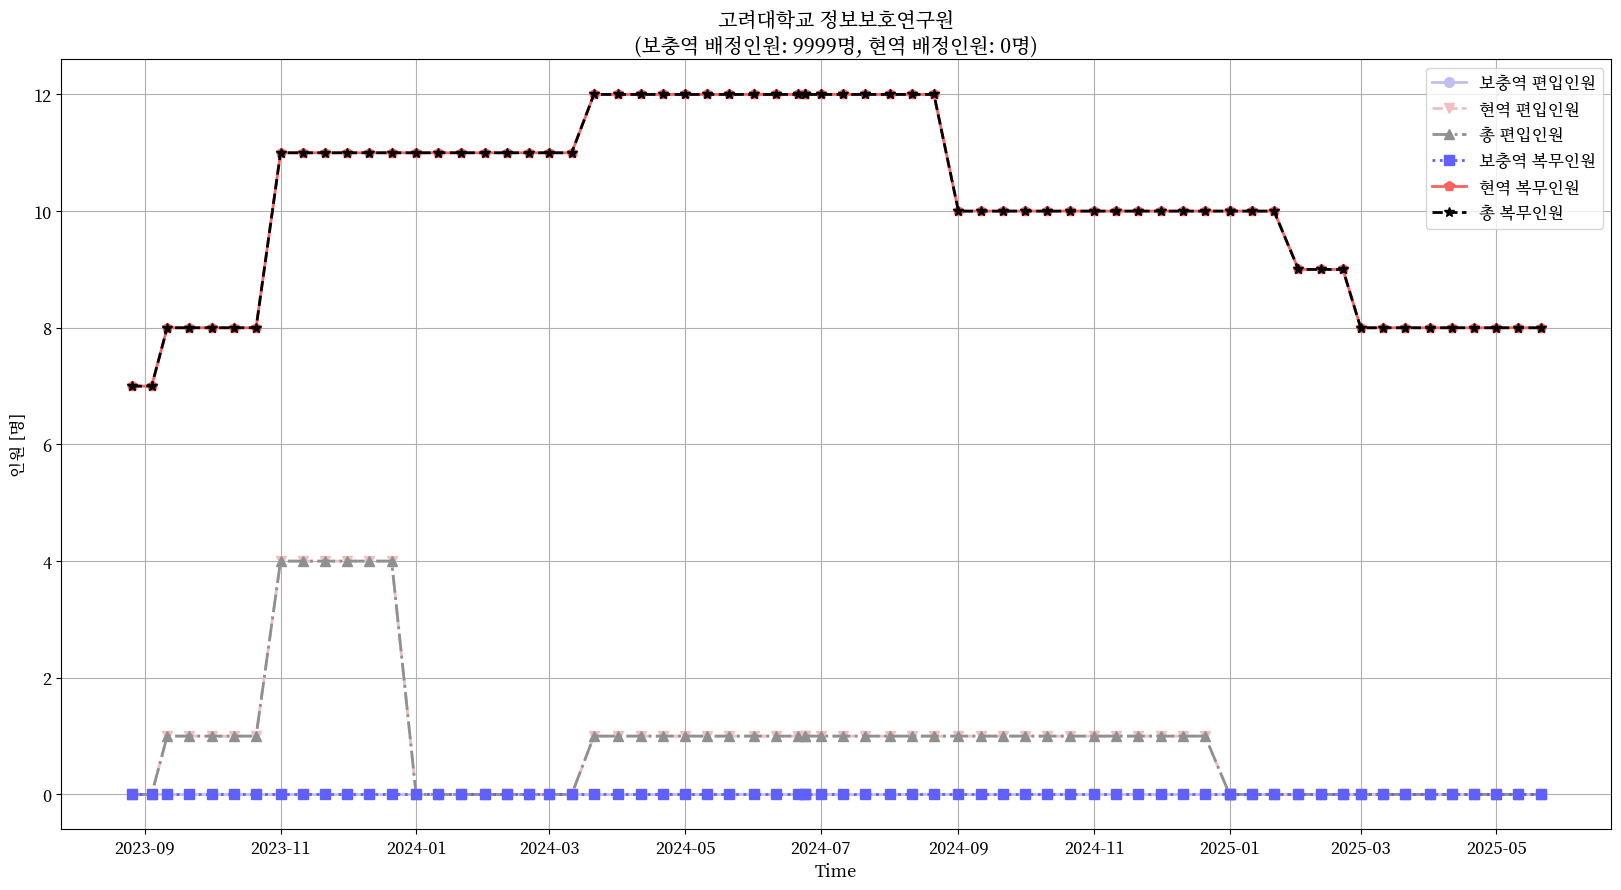 고려대학교 정보보호연구원
(보충역 배정인원: 9999명, 현역 배정인원: 0명)
보충역 편입인원
현역 편입인원
총 편입인원
보충역 복무인원
현역 복무인원
총 복무인원
인원 [명]
12
10
8
6
4
2
0
2023-09
2023-11
2024-01
2024-03
2024-05
2024-07
2024-09
2024-11
2025-01
2025-03
2025-05
Time